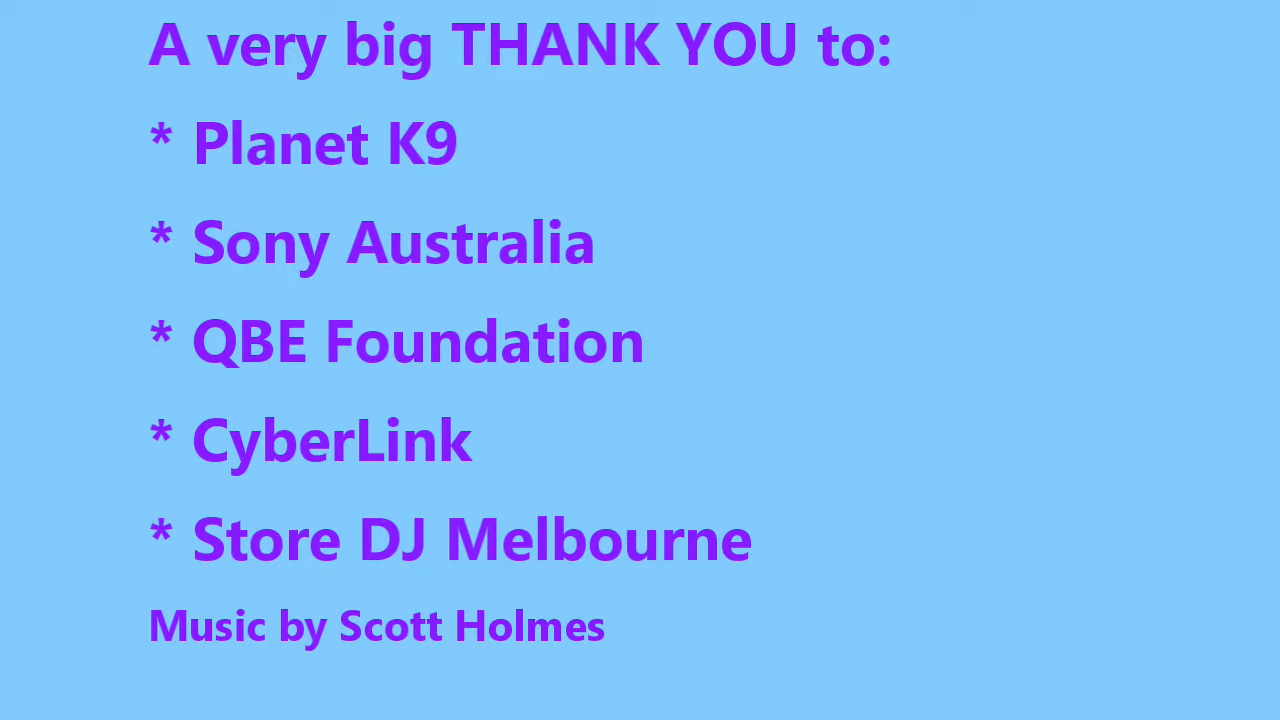 A very big THANK YOU to:
* Planet K9
* Sony Australia
* QBE Foundation
* CyberLink
* Store DJ Melbourne
Music by Scott Holmes